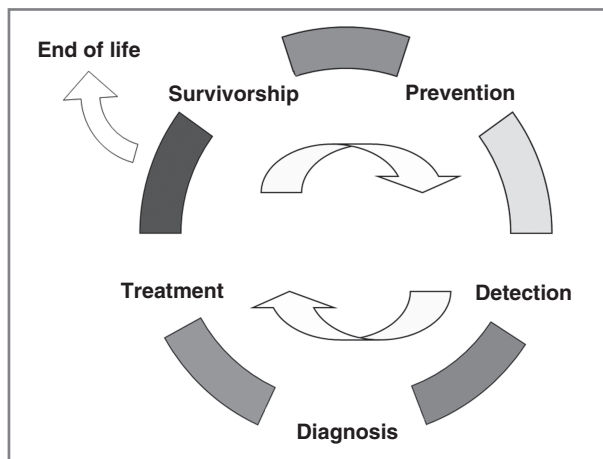 End of life
Survivorship
Prevention
Treatment
Detection
Diagnosis